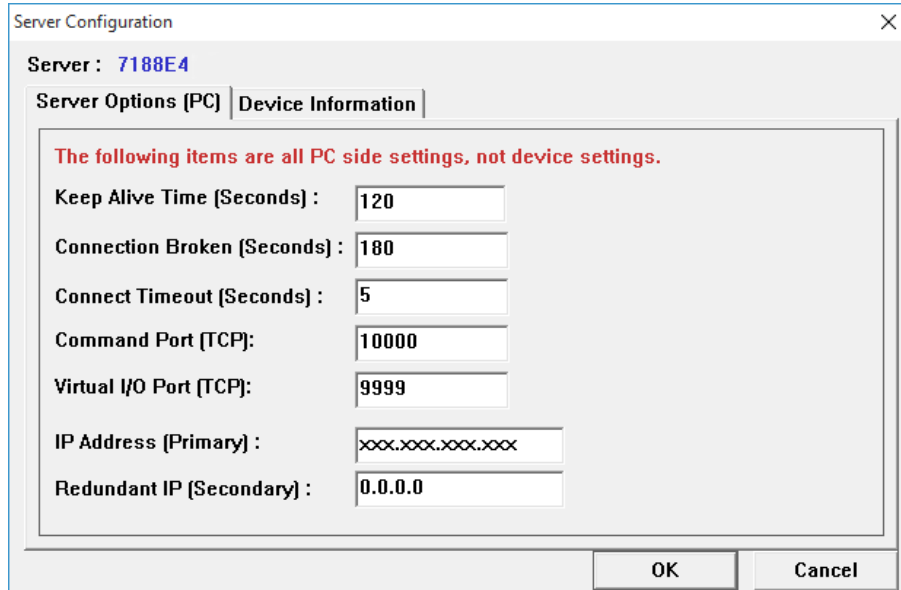 Server Configuration
Server : 7188E4
Server Options (PC) Device Information
The following items are all PC side settings, not device settings.
Keep Alive Time (Seconds) : 120
Connection Broken (Seconds) : 180
Connect Timeout (Seconds) : 5
Command Port (TCP): 10000
Virtual I/O Port (TCP): 9999
IP Address (Primary) : xxx.xxx.xxx.xxx
Redundant IP (Secondary) : 0.0.0.0
OK Cancel